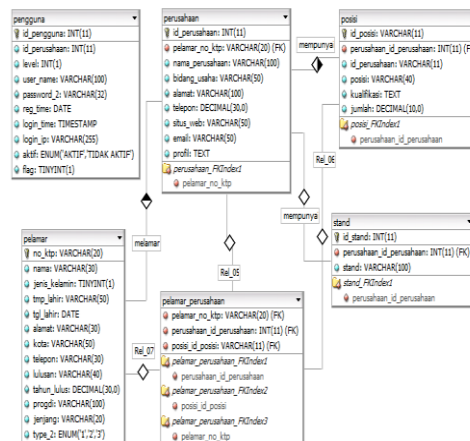 pengguna
id_pengguna: INT(11)
id_perusahaan: INT(11)
level: INT(1)
user_name: VARCHAR(100)
password_2: VARCHAR(32)
reg_time: DATE
login_time: TIMESTAMP
login_ip: VARCHAR(255)
aktif: ENUM('AKTIF','TIDAK AKTIF')
flag: TINYINT(1)
perusahaan
id_perusahaan: INT(11)
pelamar_no_ktp: VARCHAR(20) (FK)
nama_perusahaan: VARCHAR(100)
bidang_usaha: VARCHAR(50)
alamat: VARCHAR(100)
telepon: DECIMAL(30,0)
situs_web: VARCHAR(50)
email: VARCHAR(50)
profil: TEXT
perusahaan_FKIndex1
pelamar_no_ktp
mempunya
posisi
id_posisi: VARCHAR(11)
perusahaan_id_perusahaan: INT(11) (F
id_perusahaan: VARCHAR(11)
posisi: VARCHAR(40)
kualifikasi: TEXT
jumlah: DECIMAL(10,0)
posisi_FKIndex1
perusahaan_id_perusahaan
Rel_06
mempunya
melamar
stand
id_stand: INT(11)
perusahaan_id_perusahaan: INT(11) (FK)
stand: VARCHAR(100)
stand_FKIndex1
perusahaan_id_perusahaan
pelamar
no_ktp: VARCHAR(20)
nama: VARCHAR(30)
jenis_kelamin: TINYINT(1)
tmp_lahir: VARCHAR(50)
tgl_lahir: DATE
alamat: VARCHAR(30)
kota: VARCHAR(50)
telepon: VARCHAR(30)
lulusan: VARCHAR(40)
tahun_lulus: DECIMAL(30,0)
progdi: VARCHAR(100)
jenjang: VARCHAR(20)
type_2: ENUM('1','2','3')
Rel_05
Rel_07
pelamar_perusahaan
pelamar_no_ktp: VARCHAR(20) (FK)
perusahaan_id_perusahaan: INT(11) (FK)
posisi_id_posisi: VARCHAR(11) (FK)
pelamar_perusahaan_FKIndex1
perusahaan_id_perusahaan
pelamar_perusahaan_FKIndex2
posisi_id_posisi
pelamar_perusahaan_FKIndex3
pelamar_no_ktp